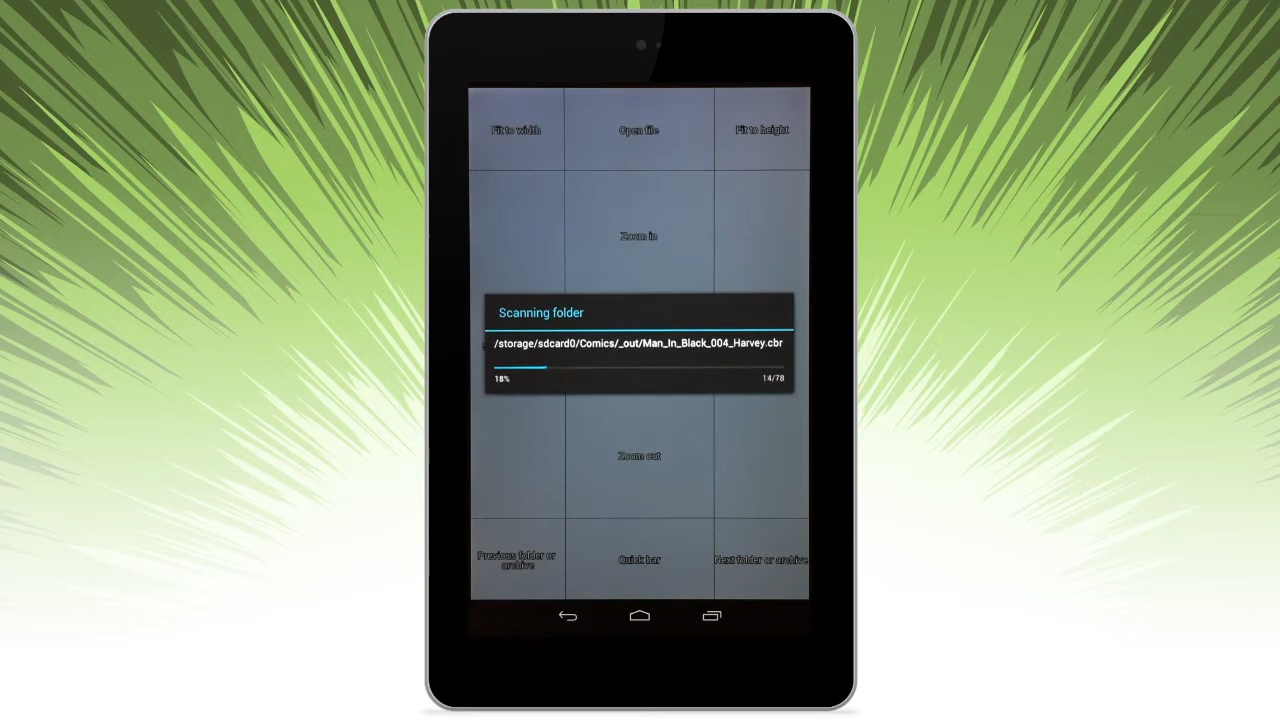 Fit to width
Open file
Fit to height
Zoom in
Scanning folder
/storage/sdcard0/Comics/_out/Man_In_Black_004_Harvey.cbr
18%
14/78
Zoom out
Previous folder or
archive
Quick bar
Next folder or archive